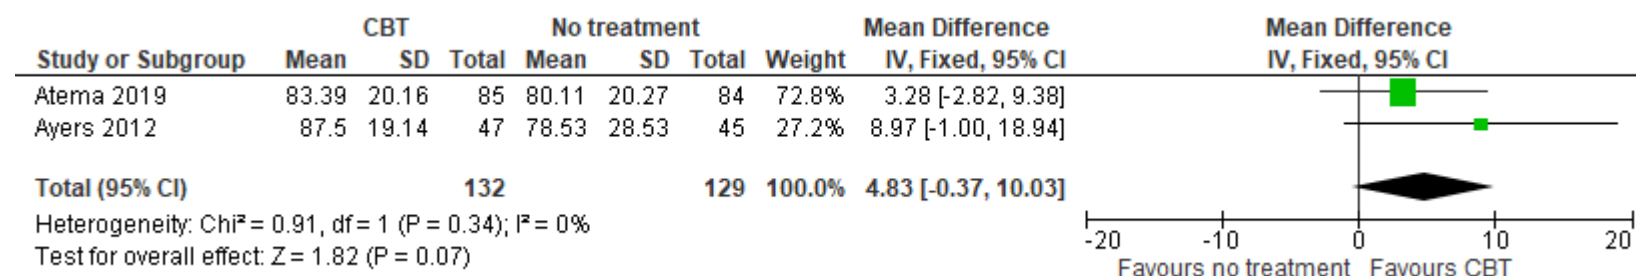 CBT No treatment Mean Difference Mean Difference
Study or Subgroup Mean SD Total Mean SD Total Weight IV, Fixed, 95% CI IV, Fixed, 95% CI
Atema 2019 83.39 20.16 85 80.11 20.27 84 72.8% 3.28 [-2.82, 9.38]
Ayers 2012 87.5 19.14 47 78.53 28.53 45 27.2% 8.97 [-1.00, 18.94]
Total (95% CI) 132 129 100.0% 4.83 [-0.37, 10.03]
Heterogeneity: Chi² = 0.91, df = 1 (P = 0.34); I² = 0%
Test for overall effect: Z = 1.82 (P = 0.07)
-20 -10 0 10 20
Favours no treatment Favours CBT